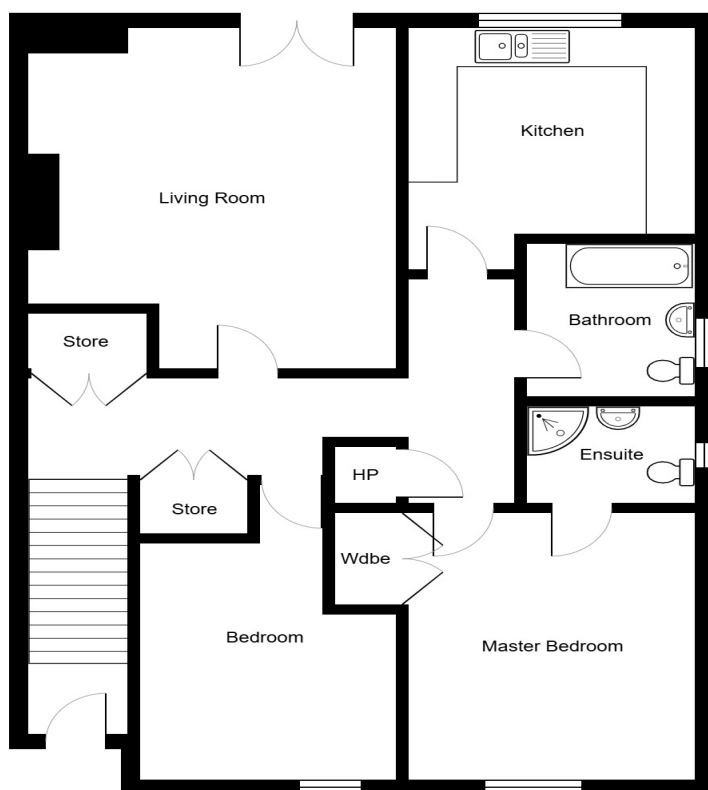 Kitchen
Living Room
Bathroom
Store
Ensuite
HP
Store
Wdbe
Bedroom
Master Bedroom